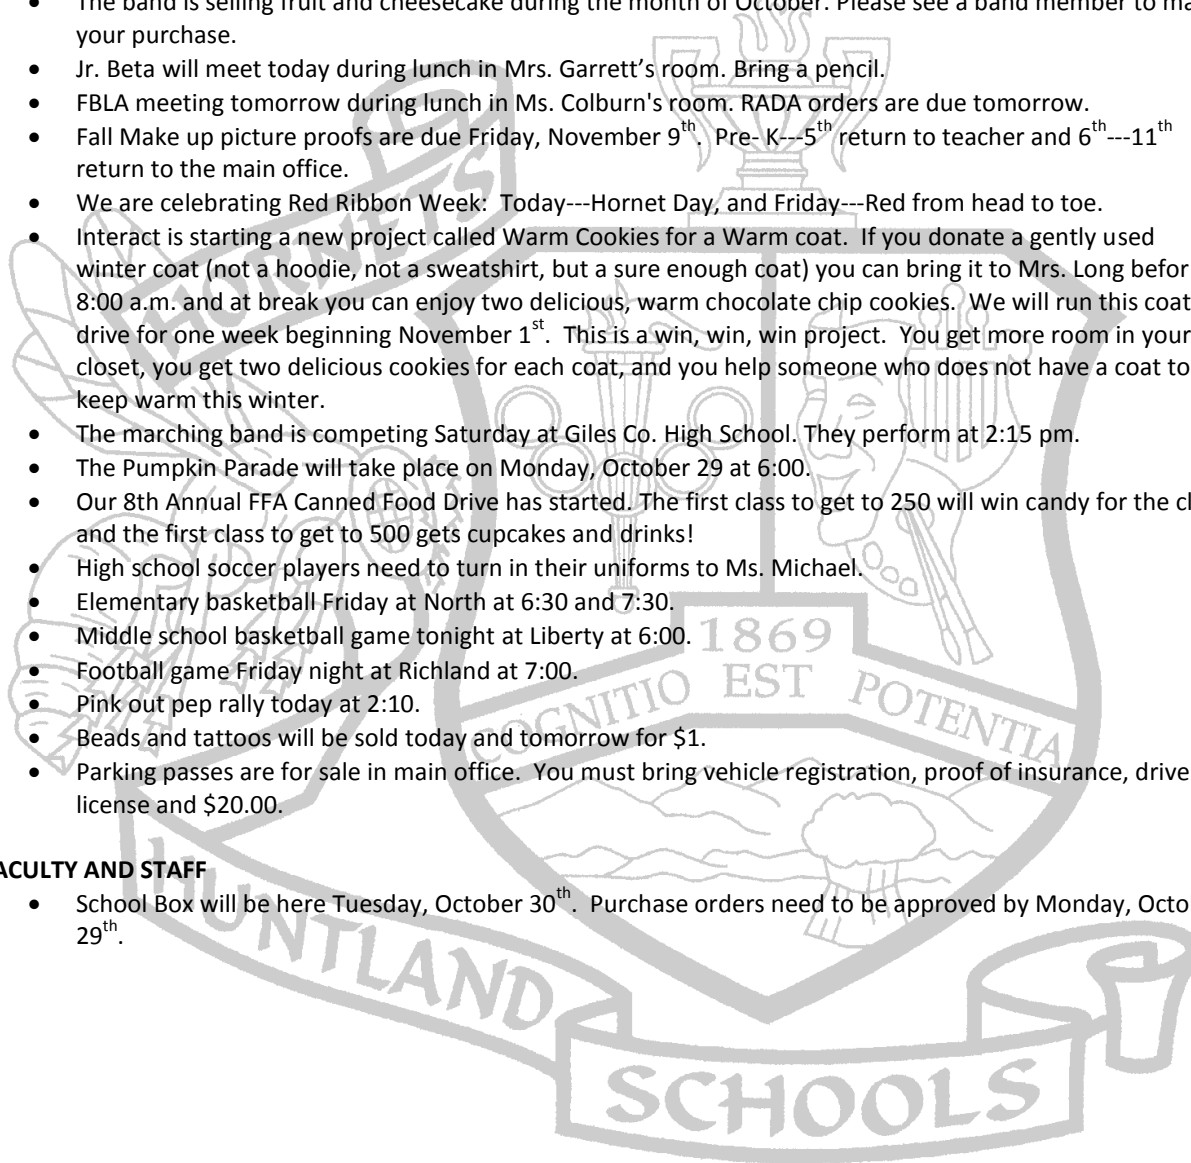 The band is selling fruit and cheesecake during the month of October. Please see a band member to ma
your purchase.
• Jr. Beta will meet today during lunch in Mrs. Garrett’s room. Bring a pencil.
• FBLA meeting tomorrow during lunch in Ms. Colburn's room. RADA orders are due tomorrow.
• Fall Make up picture proofs are due Friday, November 9th. Pre- K---5th return to teacher and 6th---11th
return to the main office.
• We are celebrating Red Ribbon Week: Today---Hornet Day, and Friday---Red from head to toe.
• Interact is starting a new project called Warm Cookies for a Warm coat. If you donate a gently used
winter coat (not a hoodie, not a sweatshirt, but a sure enough coat) you can bring it to Mrs. Long befor
8:00 a.m. and at break you can enjoy two delicious, warm chocolate chip cookies. We will run this coat
drive for one week beginning November 1st. This is a win, win, win project. You get more room in your
closet, you get two delicious cookies for each coat, and you help someone who does not have a coat to
keep warm this winter.
• The marching band is competing Saturday at Giles Co. High School. They perform at 2:15 pm.
• The Pumpkin Parade will take place on Monday, October 29 at 6:00.
• Our 8th Annual FFA Canned Food Drive has started. The first class to get to 250 will win candy for the cl
and the first class to get to 500 gets cupcakes and drinks!
• High school soccer players need to turn in their uniforms to Ms. Michael.
• Elementary basketball Friday at North at 6:30 and 7:30.
• Middle school basketball game tonight at Liberty at 6:00.
• Football game Friday night at Richland at 7:00.
• Pink out pep rally today at 2:10.
• Beads and tattoos will be sold today and tomorrow for $1.
• Parking passes are for sale in main office. You must bring vehicle registration, proof of insurance, drive
license and $20.00.
ACULTY AND STAFF
• School Box will be here Tuesday, October 30th. Purchase orders need to be approved by Monday, Octo
29th.
HORNETS
1869
COGNITIO EST POTENTIA
HUNTLAND
SCHOOLS